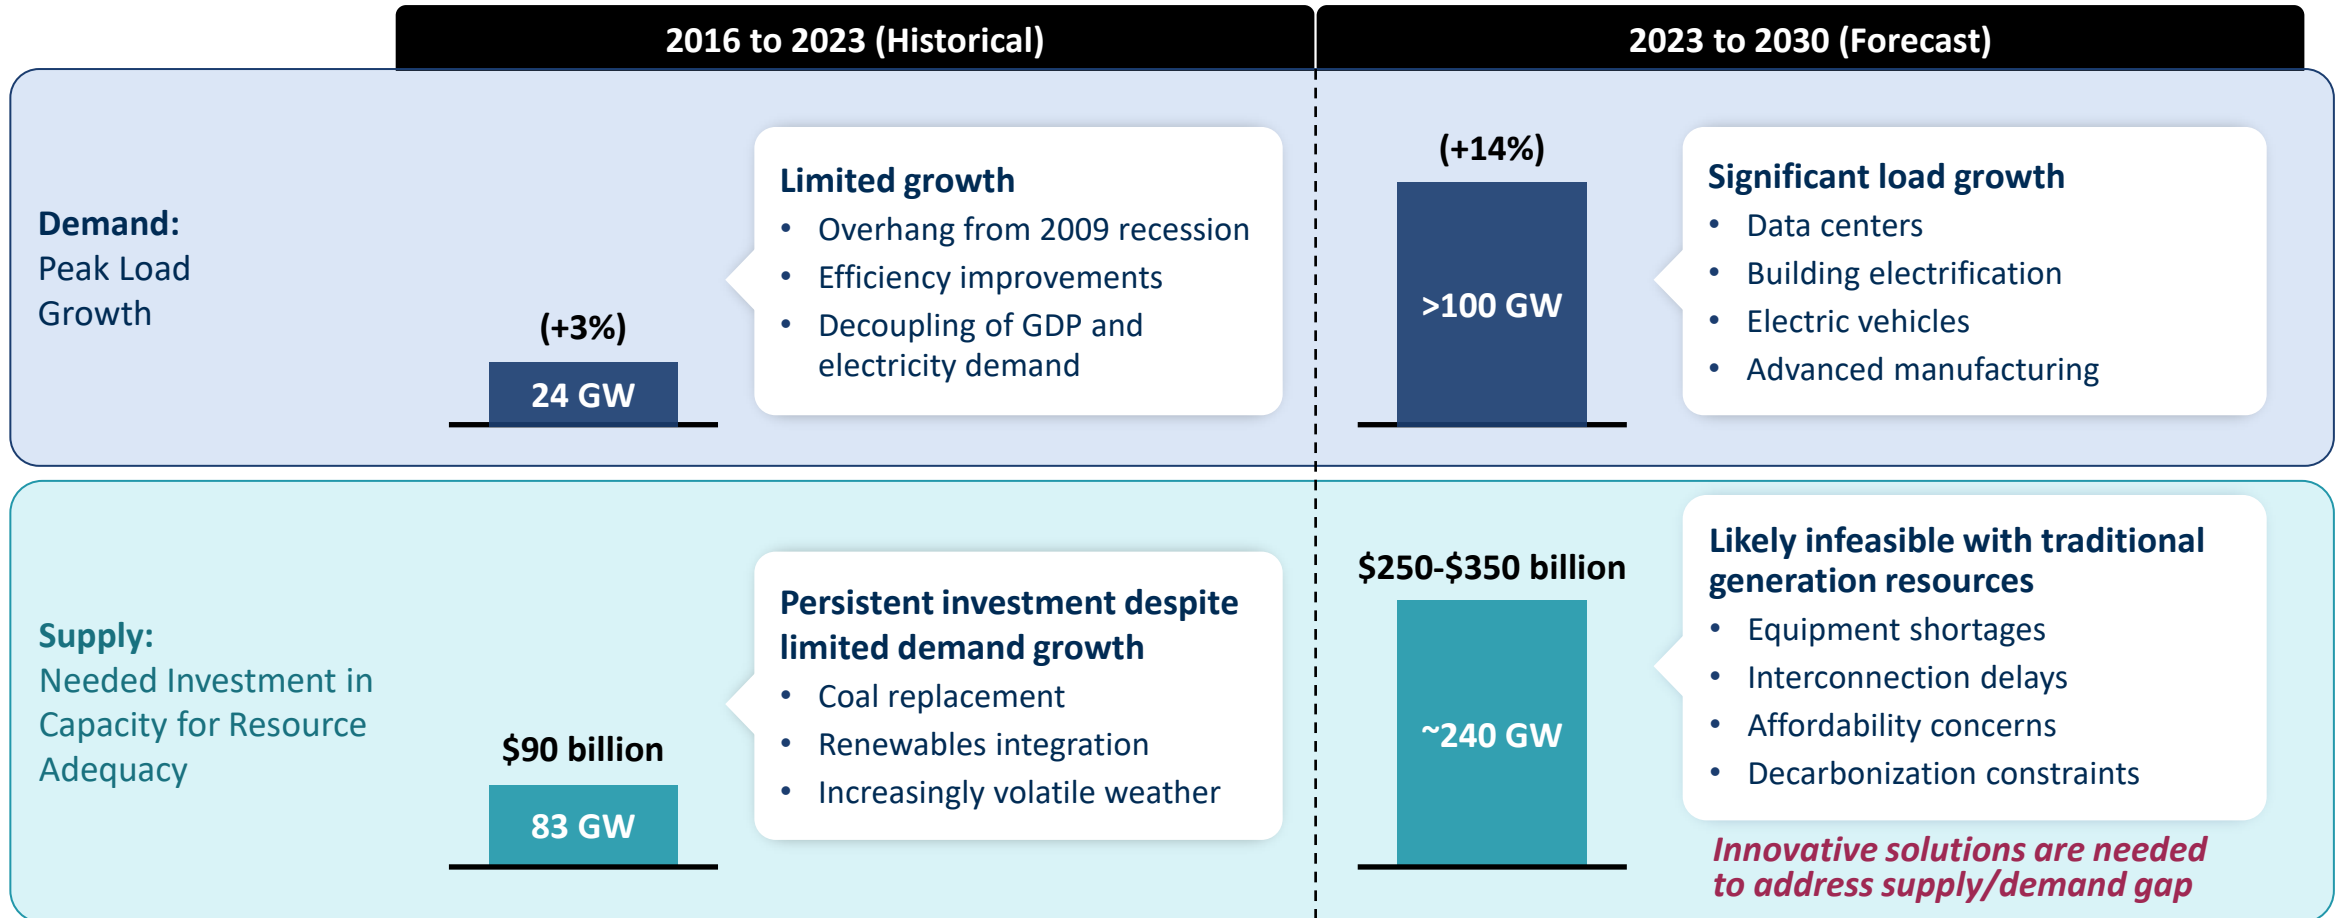 2016 to 2023 (Historical)
2023 to 2030 (Forecast)
Demand:
Peak Load
Growth
(+3%)
24 GW
Limited growth
• Overhang from 2009 recession
• Efficiency improvements
• Decoupling of GDP and
electricity demand
(+14%)
>100 GW
Significant load growth
• Data centers
• Building electrification
• Electric vehicles
• Advanced manufacturing
Supply:
Needed Investment in
Capacity for Resource
Adequacy
$90 billion
83 GW
Persistent investment despite
limited demand growth
• Coal replacement
• Renewables integration
• Increasingly volatile weather
$250-$350 billion
~240 GW
Likely infeasible with traditional
generation resources
• Equipment shortages
• Interconnection delays
• Affordability concerns
• Decarbonization constraints
Innovative solutions are needed
to address supply/demand gap